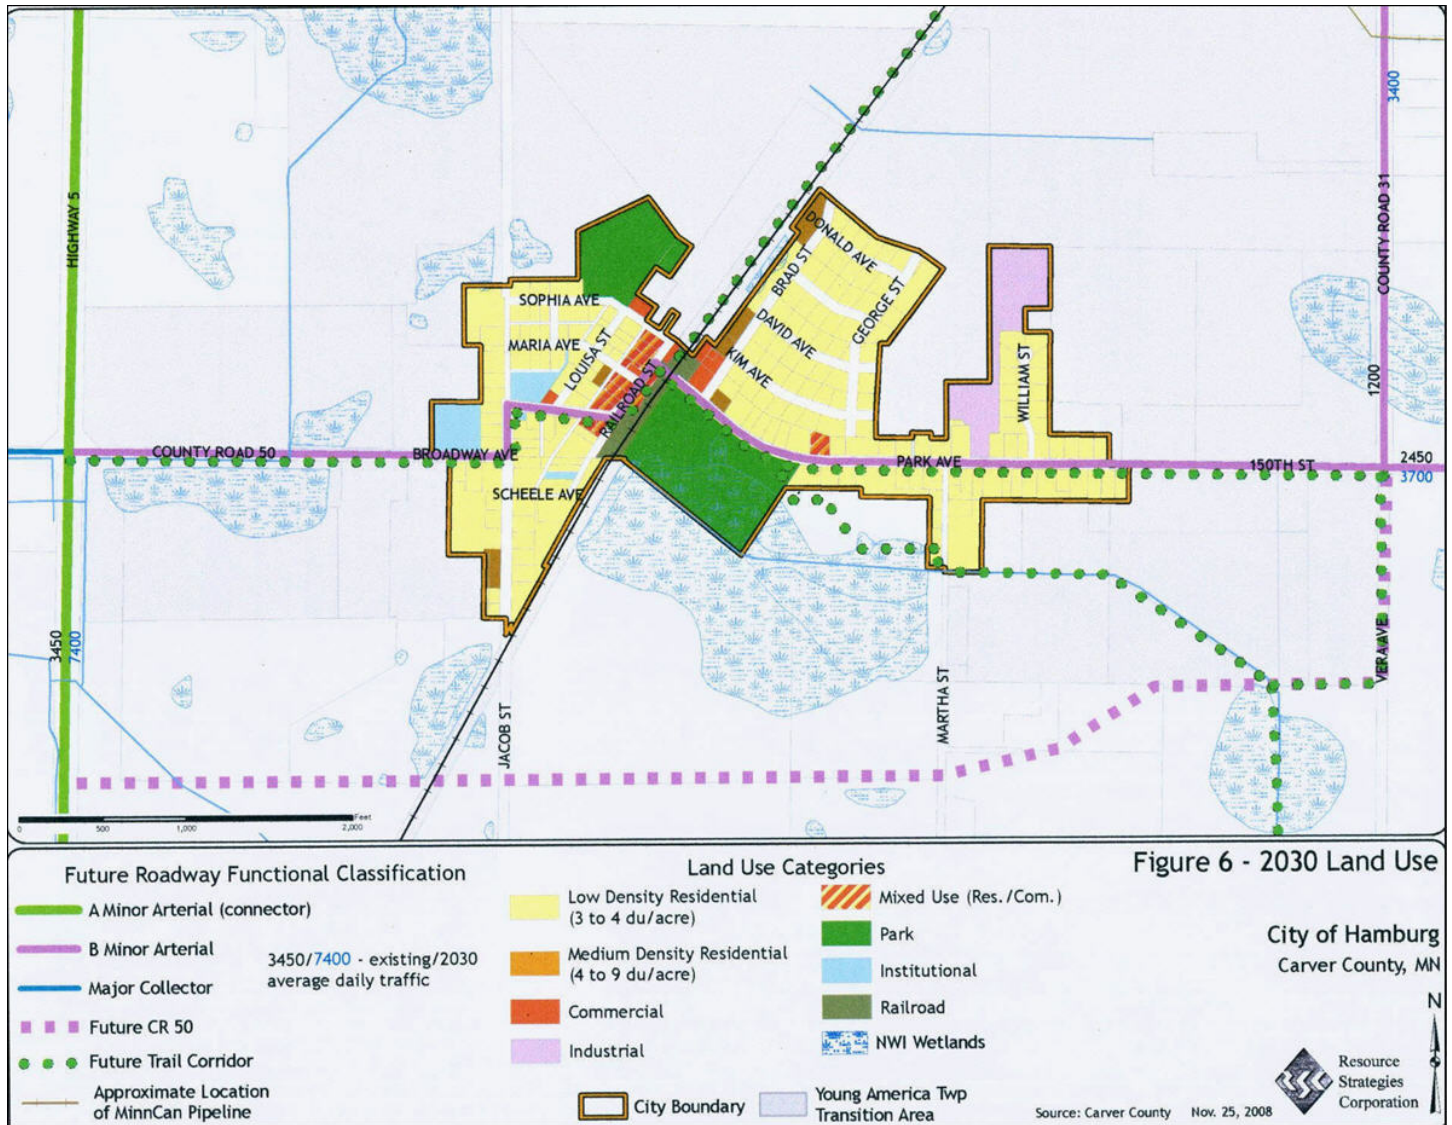 HIGHWAY 5
3400
COUNTY ROAD 31
DONALD AVE
BRAD ST
GEORGE ST
SOPHIA AVE
DAVID AVE
MARIA AVE
LOUISA ST
KIM AVE
RAILROAD ST
WILLIAM ST
1200
COUNTY ROAD 50
BROADWAY AVE
PARK AVE
150TH ST
2450
3700
SCHEELE AVE
3450
7400
VERA AVE
MARTHA ST
JACOB ST
Feet
0 500 1,000 2,000
Figure 6 - 2030 Land Use
City of Hamburg
Carver County, MN
N
Future Roadway Functional Classification
A Minor Arterial (connector)
B Minor Arterial
Major Collector
Future CR 50
Future Trail Corridor
Approximate Location
of MinnCan Pipeline
3450/7400 - existing/2030
average daily traffic
Land Use Categories
Low Density Residential
(3 to 4 du/acre)
Medium Density Residential
(4 to 9 du/acre)
Commercial
Industrial
Mixed Use (Res./Com.)
Park
Institutional
Railroad
NWI Wetlands
City Boundary
Young America Twp
Transition Area
Source: Carver County Nov. 25, 2008
Resource
Strategies
Corporation